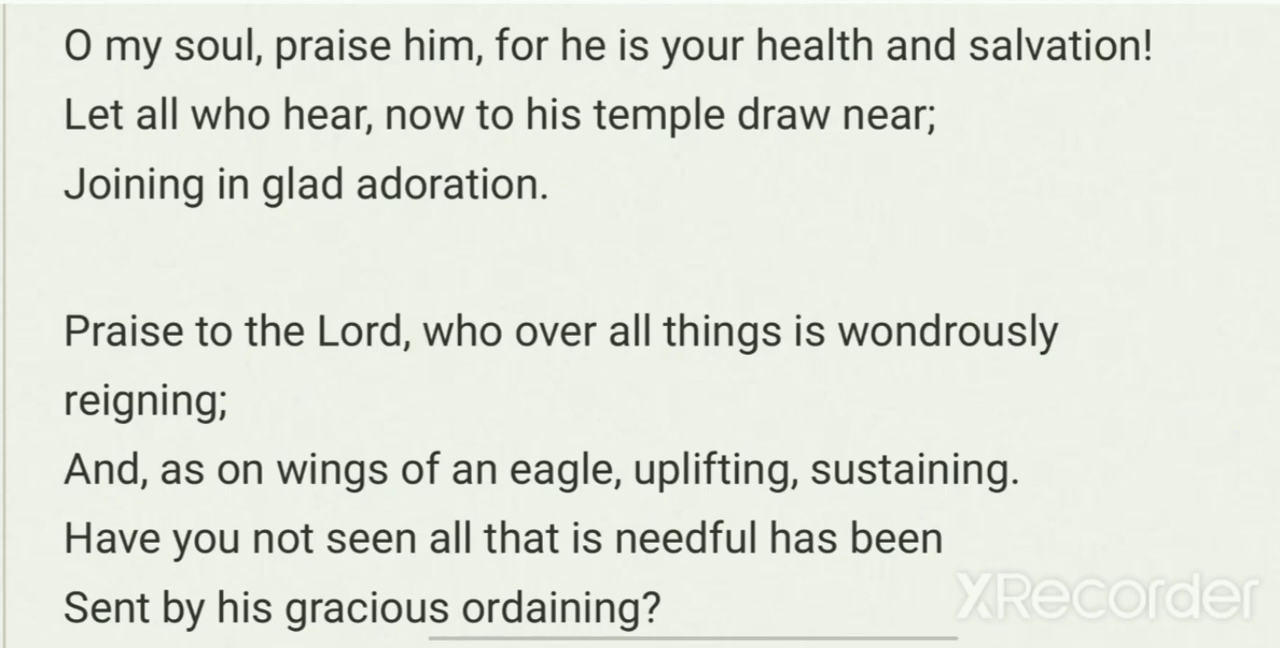 O my soul, praise him, for he is your health and salvation!
Let all who hear, now to his temple draw near;
Joining in glad adoration.
Praise to the Lord, who over all things is wondrously
reigning;
And, as on wings of an eagle, uplifting, sustaining.
Have you not seen all that is needful has been
Sent by his gracious ordaining?
XRecorder